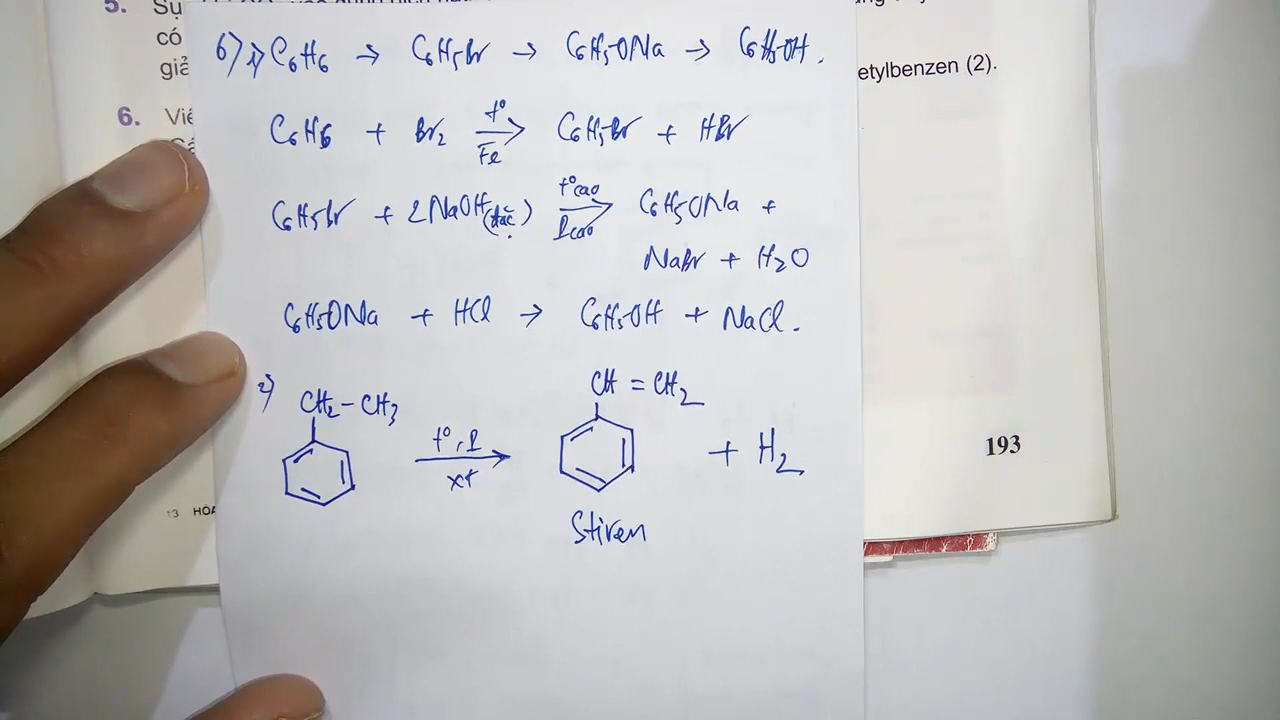 5. Sụ
có
giả
etylbenzen (2).
6. Viế
6) 1) C6H6 → C6H5Br → C6H5ONa → C6H5OH.
C6H6 + Br2 t° Fe → C6H5Br + HBr
C6H5Br + 2NaOH(đặc) t° cao P cao → C6H5ONa +
NaBr + H2O
C6H5ONa + HCl → C6H5OH + NaCl.
2) CH2-CH3 t°, P xt → CH = CH2 + H2
Stiren
193
13 HÓA